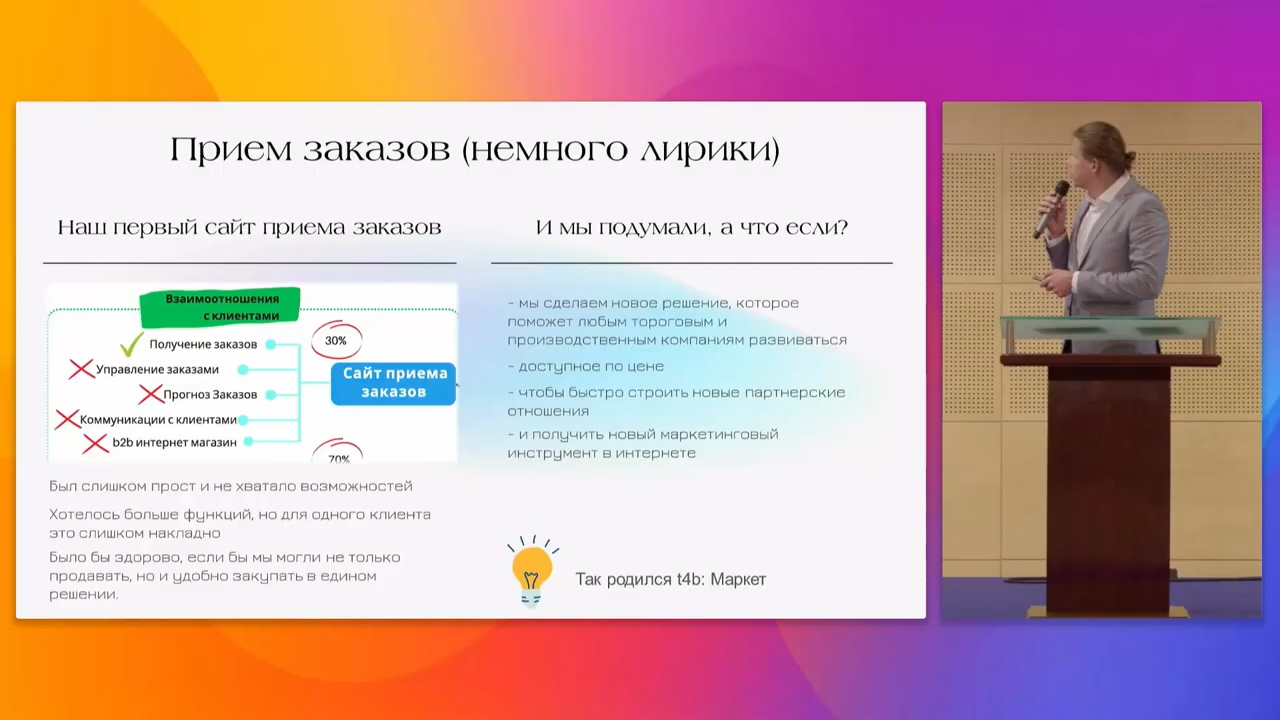 Прием заказов (немного лирики)
Наш первый сайт приема заказов
Взаимоотношения
с клиентами
Получение заказов
30%
Управление заказами
Сайт приема
заказов
Прогноз Заказов
Коммуникации с клиентами
b2b интернет магазин
70%
Был слишком прост и не хватало возможностей
Хотелось больше функций, но для одного клиента
это слишком накладно
Было бы здорово, если бы мы могли не только
продавать, но и удобно закупать в едином
решении.
И мы подумали, а что если?
- мы сделаем новое решение, которое
поможет любым тороговым и
производственным компаниям развиваться
- доступное по цене
- чтобы быстро строить новые партнерские
отношения
- и получить новый маркетинговый
инструмент в интернете
Так родился t4b: Маркет